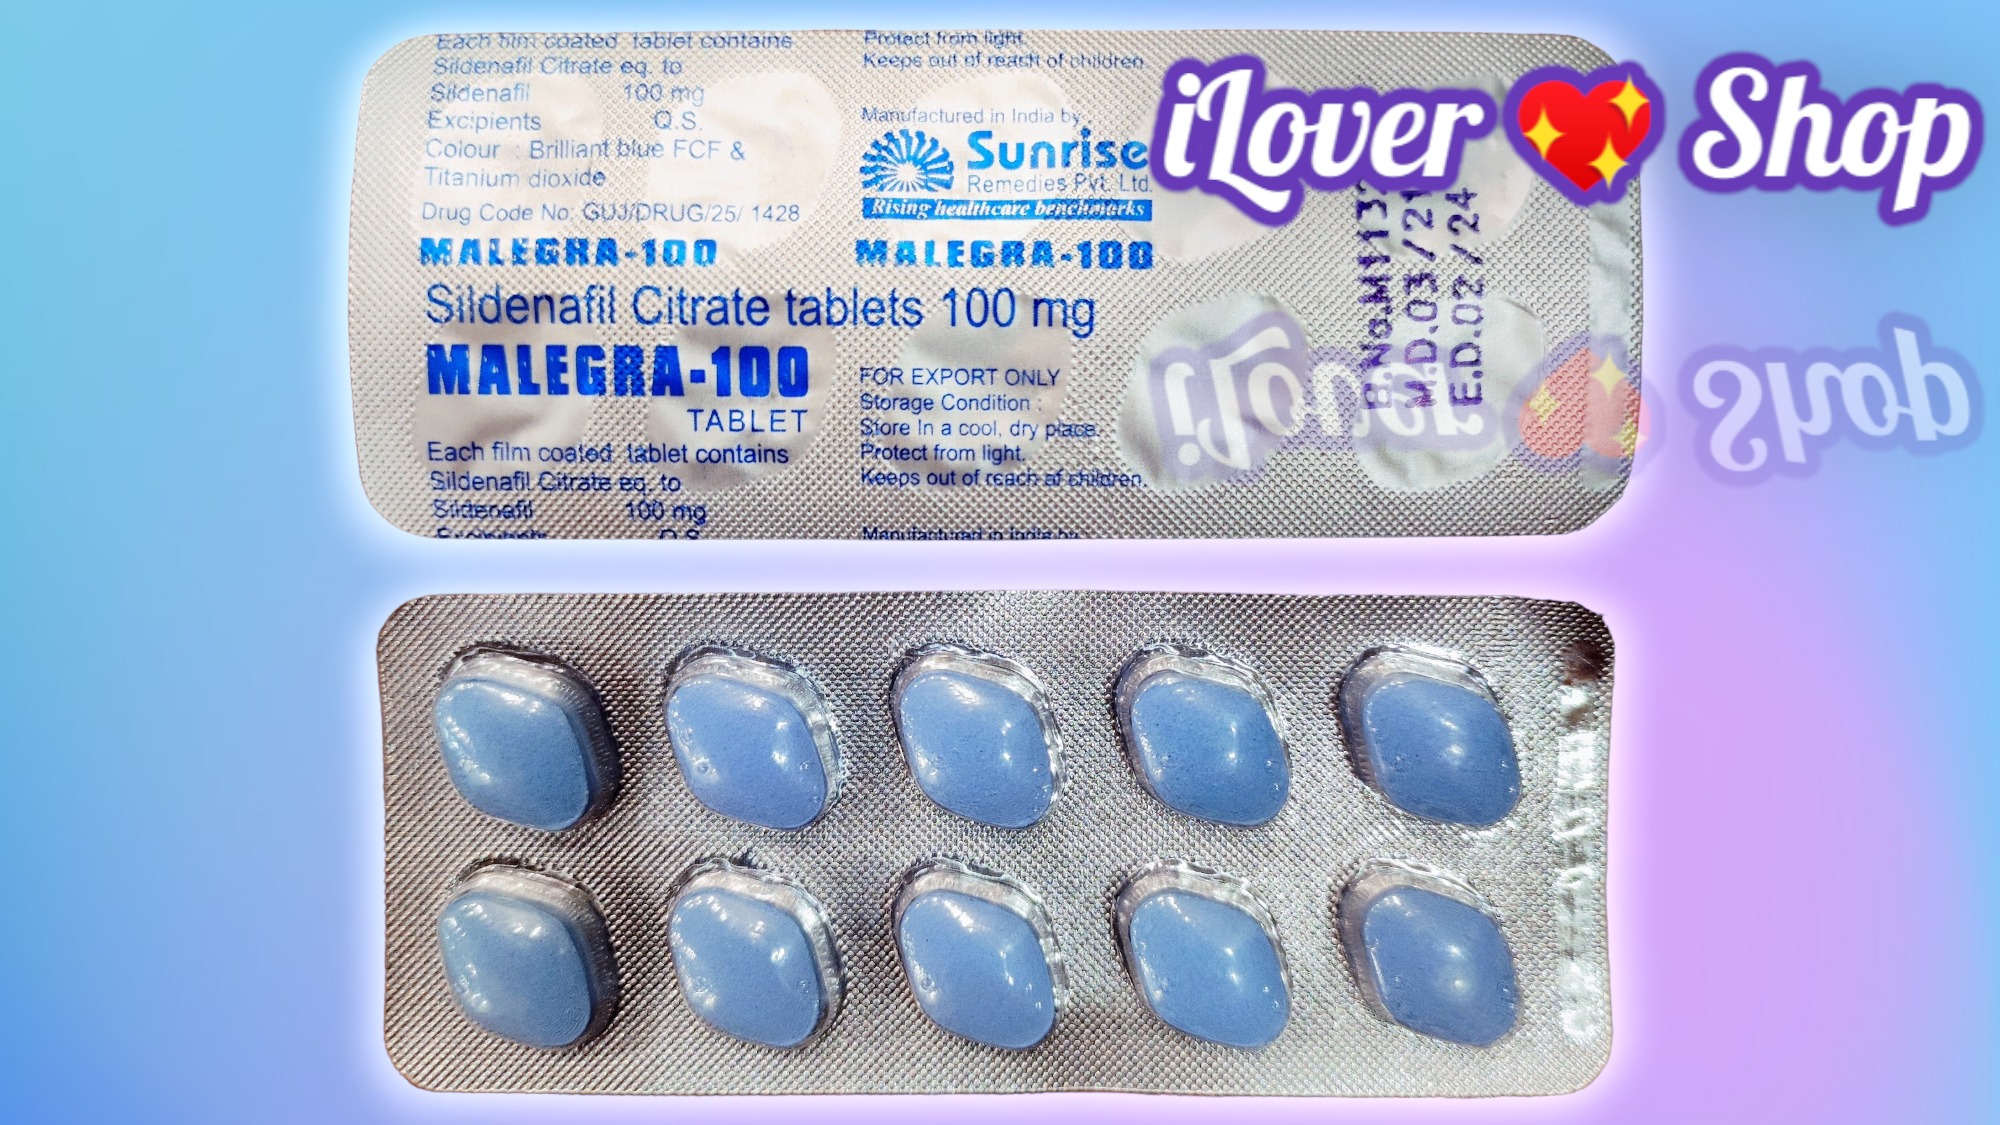 Each film coated tablet contains
Sildenafil Citrate eq. to
Sildenafil 100 mg
Excipients Q.S.
Colour : Brilliant blue FCF &
Titanium dioxide
Drug Code No: GUJ/DRUG/25/ 1428
MALEGRA-100
Protect from light.
Keeps out of reach of children.
Manufactured in India by
Sunrise
Remedies Pvt. Ltd.
Rising healthcare benchmarks
MALEGRA-100
iLover Shop
Sildenafil Citrate tablets 100 mg
MALEGRA-100
TABLET
Each film coated tablet contains
Sildenafil Citrate eq. to
Sildenafil 100 mg
Excipients Q.S.
FOR EXPORT ONLY
Storage Condition :
Store In a cool, dry place.
Protect from light.
Keeps out of reach of children.
Manufactured in India by
B.No.
M.D.03/21
E.D.02/24
iLover Shop